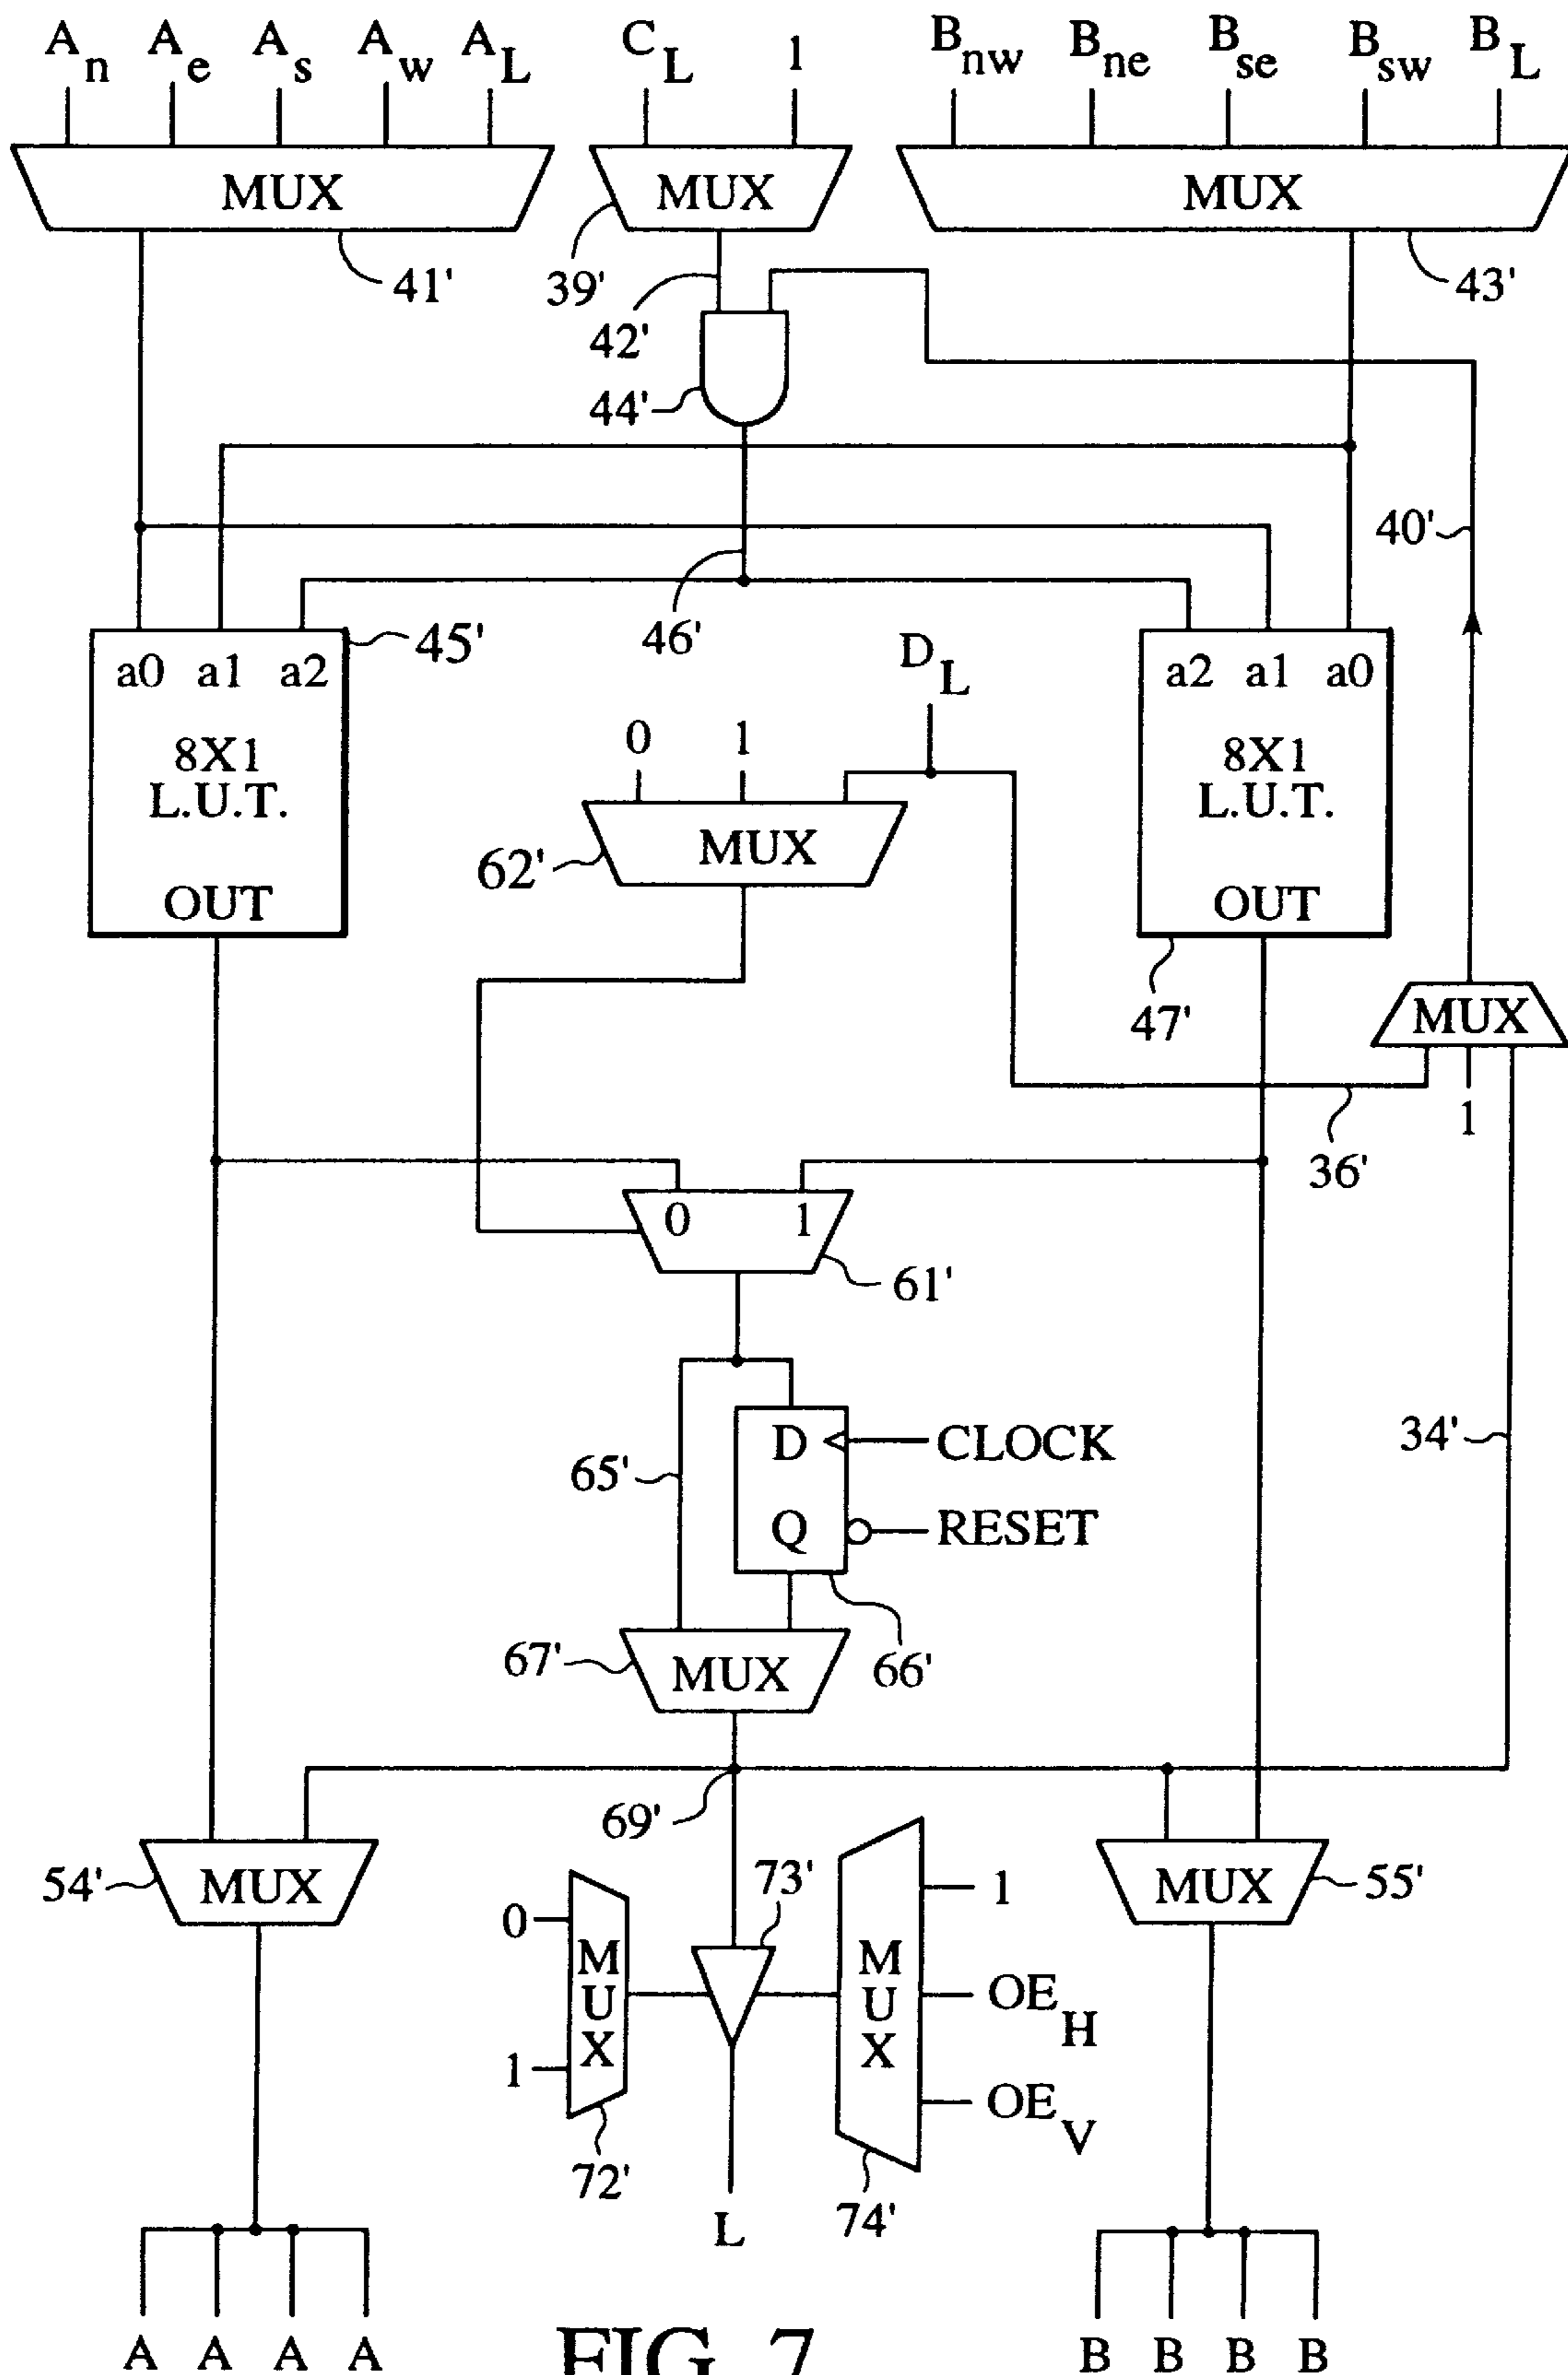 An Ae As Aw AL CL 1 Bnw Bne Bse Bsw BL
MUX MUX MUX
41' 39' 43'
42'
44'
40'
46'
45'
a0 a1 a2
8X1
L.U.T.
OUT
DL
0 1
MUX
62'
a2 a1 a0
8X1
L.U.T.
OUT
47'
MUX
1
36'
0 1
61'
34'
65'
D CLOCK
Q RESET
66'
67' MUX
69'
54' MUX
73'
MUX 55'
0
MUX
1
72'
1
MUX
OEH
OEV
74'
L
A A A A
B B B B
FIG. 7